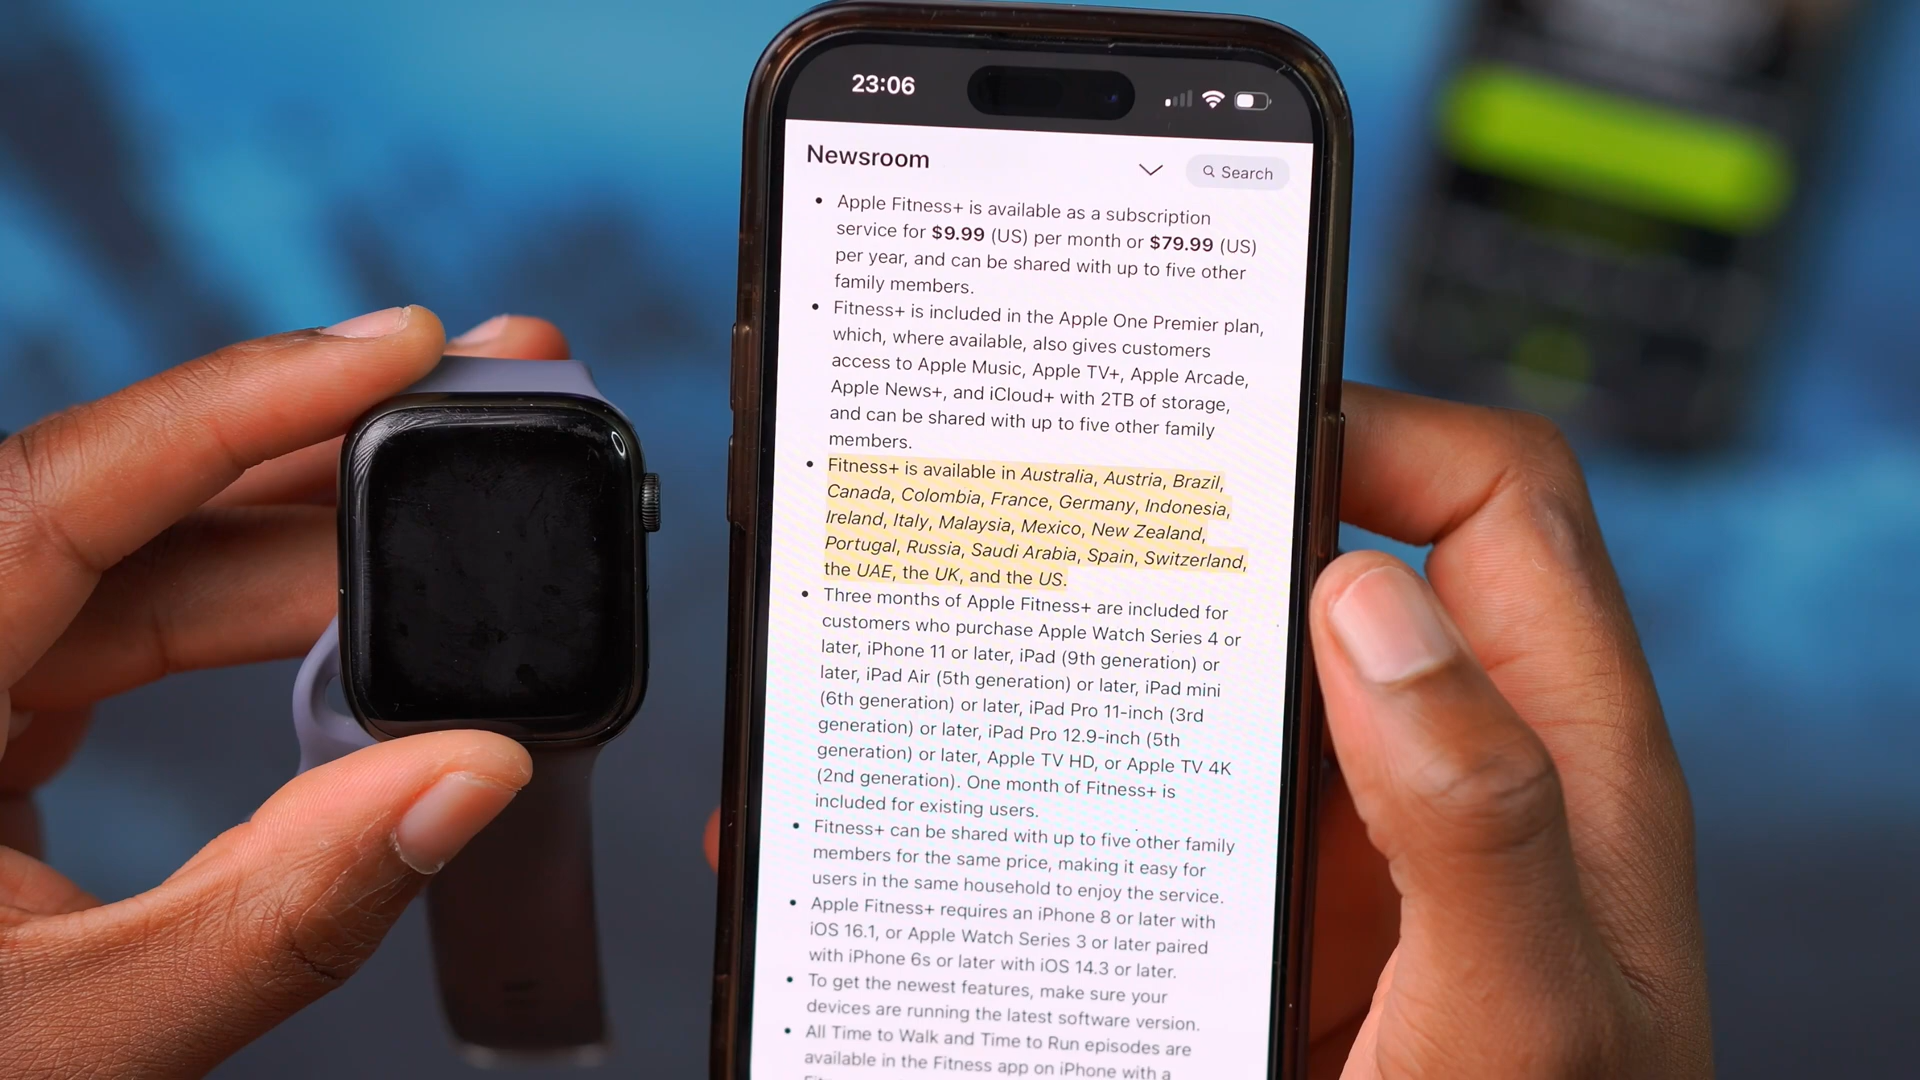 23:06
Newsroom
Search
• Apple Fitness+ is available as a subscription
service for $9.99 (US) per month or $79.99 (US)
per year, and can be shared with up to five other
family members.
• Fitness+ is included in the Apple One Premier plan,
which, where available, also gives customers
access to Apple Music, Apple TV+, Apple Arcade,
Apple News+, and iCloud+ with 2TB of storage,
and can be shared with up to five other family
members.
• Fitness+ is available in Australia, Austria, Brazil,
Canada, Colombia, France, Germany, Indonesia,
Ireland, Italy, Malaysia, Mexico, New Zealand,
Portugal, Russia, Saudi Arabia, Spain, Switzerland,
the UAE, the UK, and the US.
• Three months of Apple Fitness+ are included for
customers who purchase Apple Watch Series 4 or
later, iPhone 11 or later, iPad (9th generation) or
later, iPad Air (5th generation) or later, iPad mini
(6th generation) or later, iPad Pro 11-inch (3rd
generation) or later, iPad Pro 12.9-inch (5th
generation) or later, Apple TV HD, or Apple TV 4K
(2nd generation). One month of Fitness+ is
included for existing users.
• Fitness+ can be shared with up to five other family
members for the same price, making it easy for
users in the same household to enjoy the service.
• Apple Fitness+ requires an iPhone 8 or later with
iOS 16.1, or Apple Watch Series 3 or later paired
with iPhone 6s or later with iOS 14.3 or later.
• To get the newest features, make sure your
devices are running the latest software version.
• All Time to Walk and Time to Run episodes are
available in the Fitness app on iPhone with a